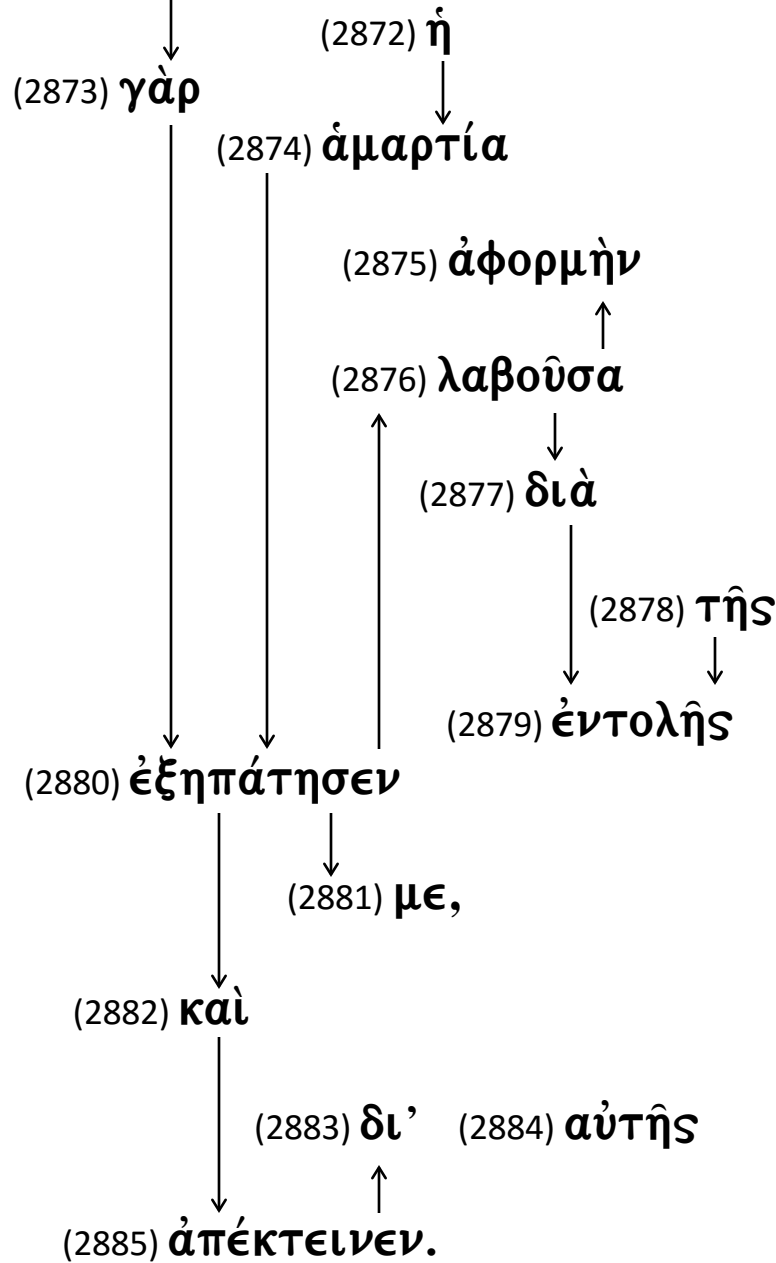 (2872) ἡ
(2873) γὰρ
(2874) ἁμαρτία
(2875) ἀφορμὴν
(2876) λαβοῦσα
(2877) διὰ
(2878) τῆς
(2879) ἐντολῆς
(2880) ἐξηπάτησεν
(2881) με,
(2882) καὶ
(2883) δι’ (2884) αὐτῆς
(2885) ἀπέκτεινεν.